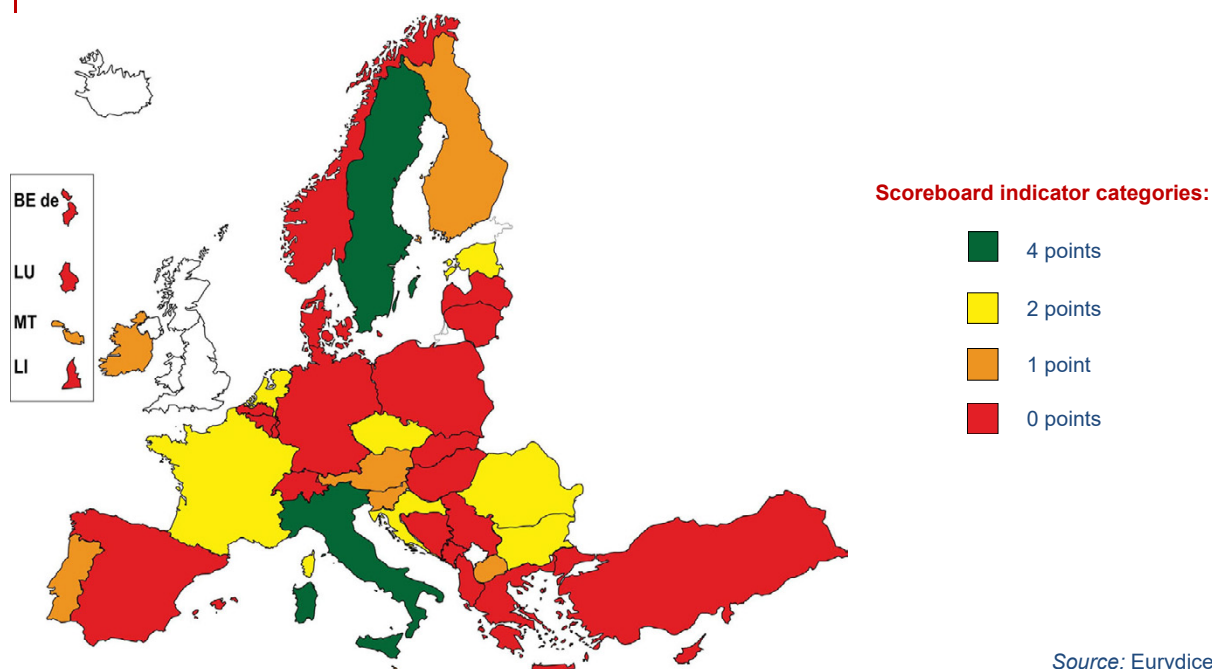 BE de
LU
MT
LI
Scoreboard indicator categories:
4 points
2 points
1 point
0 points
Source: Eurydice